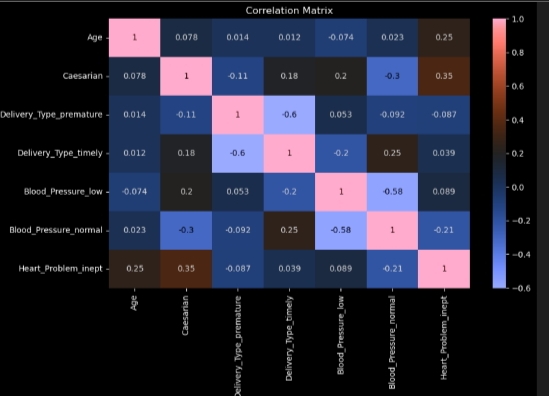 Correlation Matrix
Age 1 0.078 0.014 0.012 -0.074 0.023 0.25
Caesarian 0.078 1 -0.11 0.18 0.2 -0.3 0.35
Delivery_Type_premature 0.014 -0.11 1 -0.6 0.053 -0.092 -0.087
Delivery_Type_timely 0.012 0.18 -0.6 1 -0.2 0.25 0.039
Blood_Pressure_low -0.074 0.2 0.053 -0.2 1 -0.58 0.089
Blood_Pressure_normal 0.023 -0.3 -0.092 0.25 -0.58 1 -0.21
Heart_Problem_inept 0.25 0.35 -0.087 0.039 0.089 -0.21 1
Age
Caesarian
Delivery_Type_premature
Delivery_Type_timely
Blood_Pressure_low
Blood_Pressure_normal
Heart_Problem_inept
1.0
0.8
0.6
0.4
0.2
0.0
-0.2
-0.4
-0.6